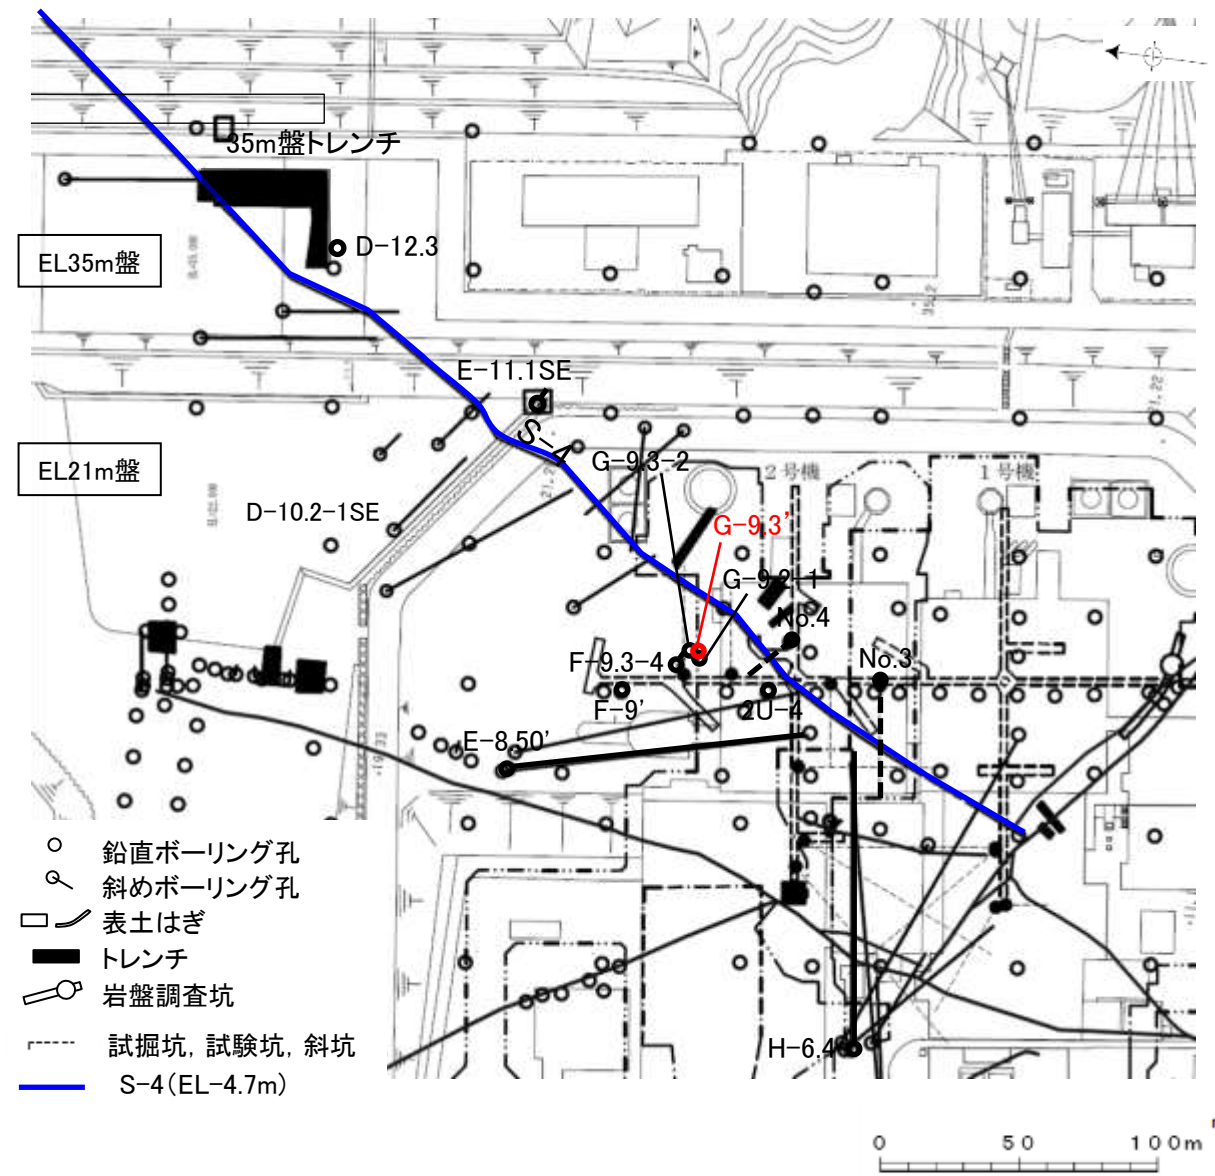 35m盤トレンチ
D-12.3
EL35m盤
35.2
E-11.1SE
21.22
S-4
EL21m盤
G-9.3-2
2号機
1号機
D-10.2-1SE
G-9.3’
G-9.2-1
No.4
F-9.3-4
No.3
F-9’
2U-4
E-8.50’
鉛直ボーリング孔
斜めボーリング孔
表土はぎ
トレンチ
岩盤調査坑
試掘坑, 試験坑, 斜坑
S-4(EL-4.7m)
H-6.4
0 50 100m